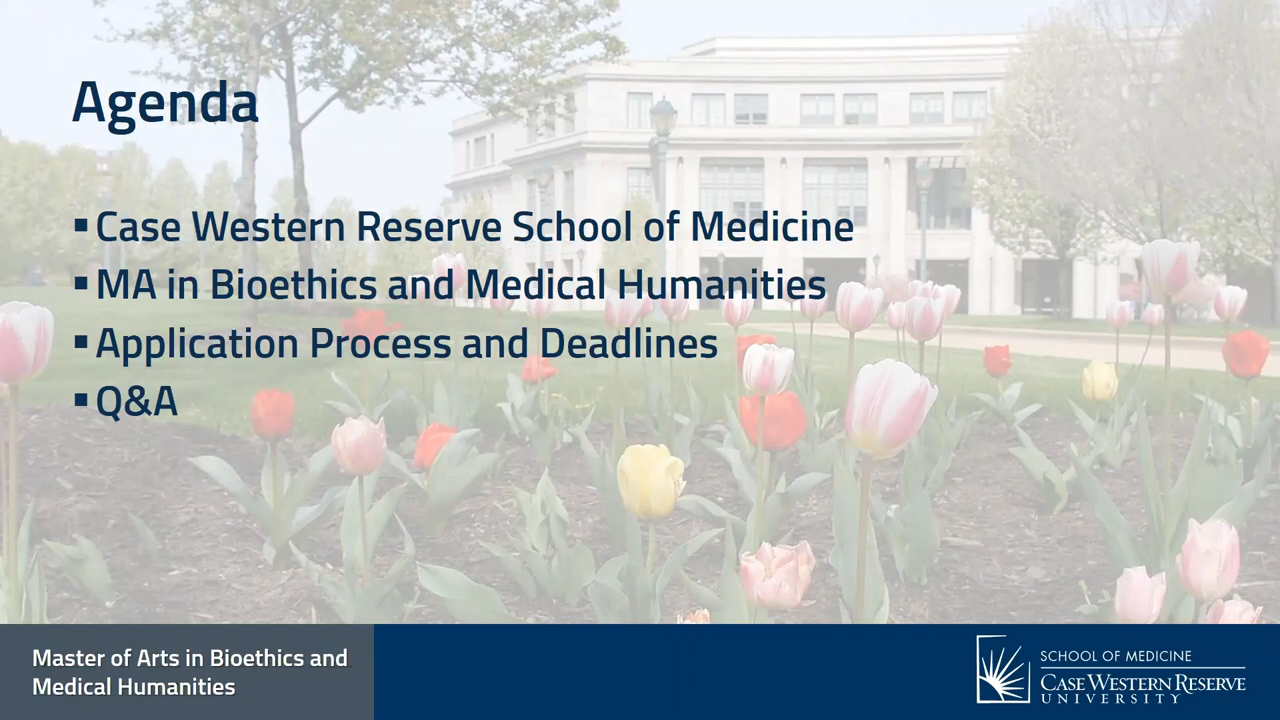 Agenda
▪ Case Western Reserve School of Medicine
▪ MA in Bioethics and Medical Humanities
▪ Application Process and Deadlines
▪ Q&A
Master of Arts in Bioethics and
Medical Humanities
SCHOOL OF MEDICINE
CASE WESTERN RESERVE
UNIVERSITY